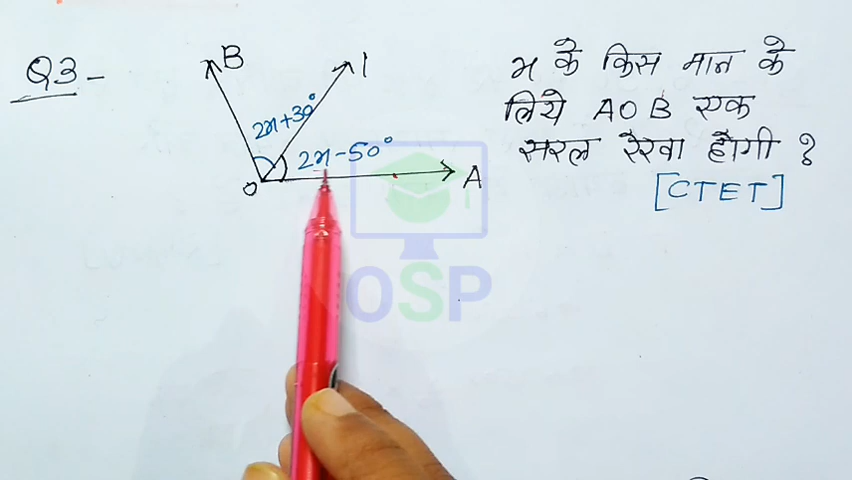 Q3-
B
1
2x+30°
2x-50°
O
A
x के किस मान के
लिये AOB एक
सरल रेखा होगी ?
[CTET]
OSP